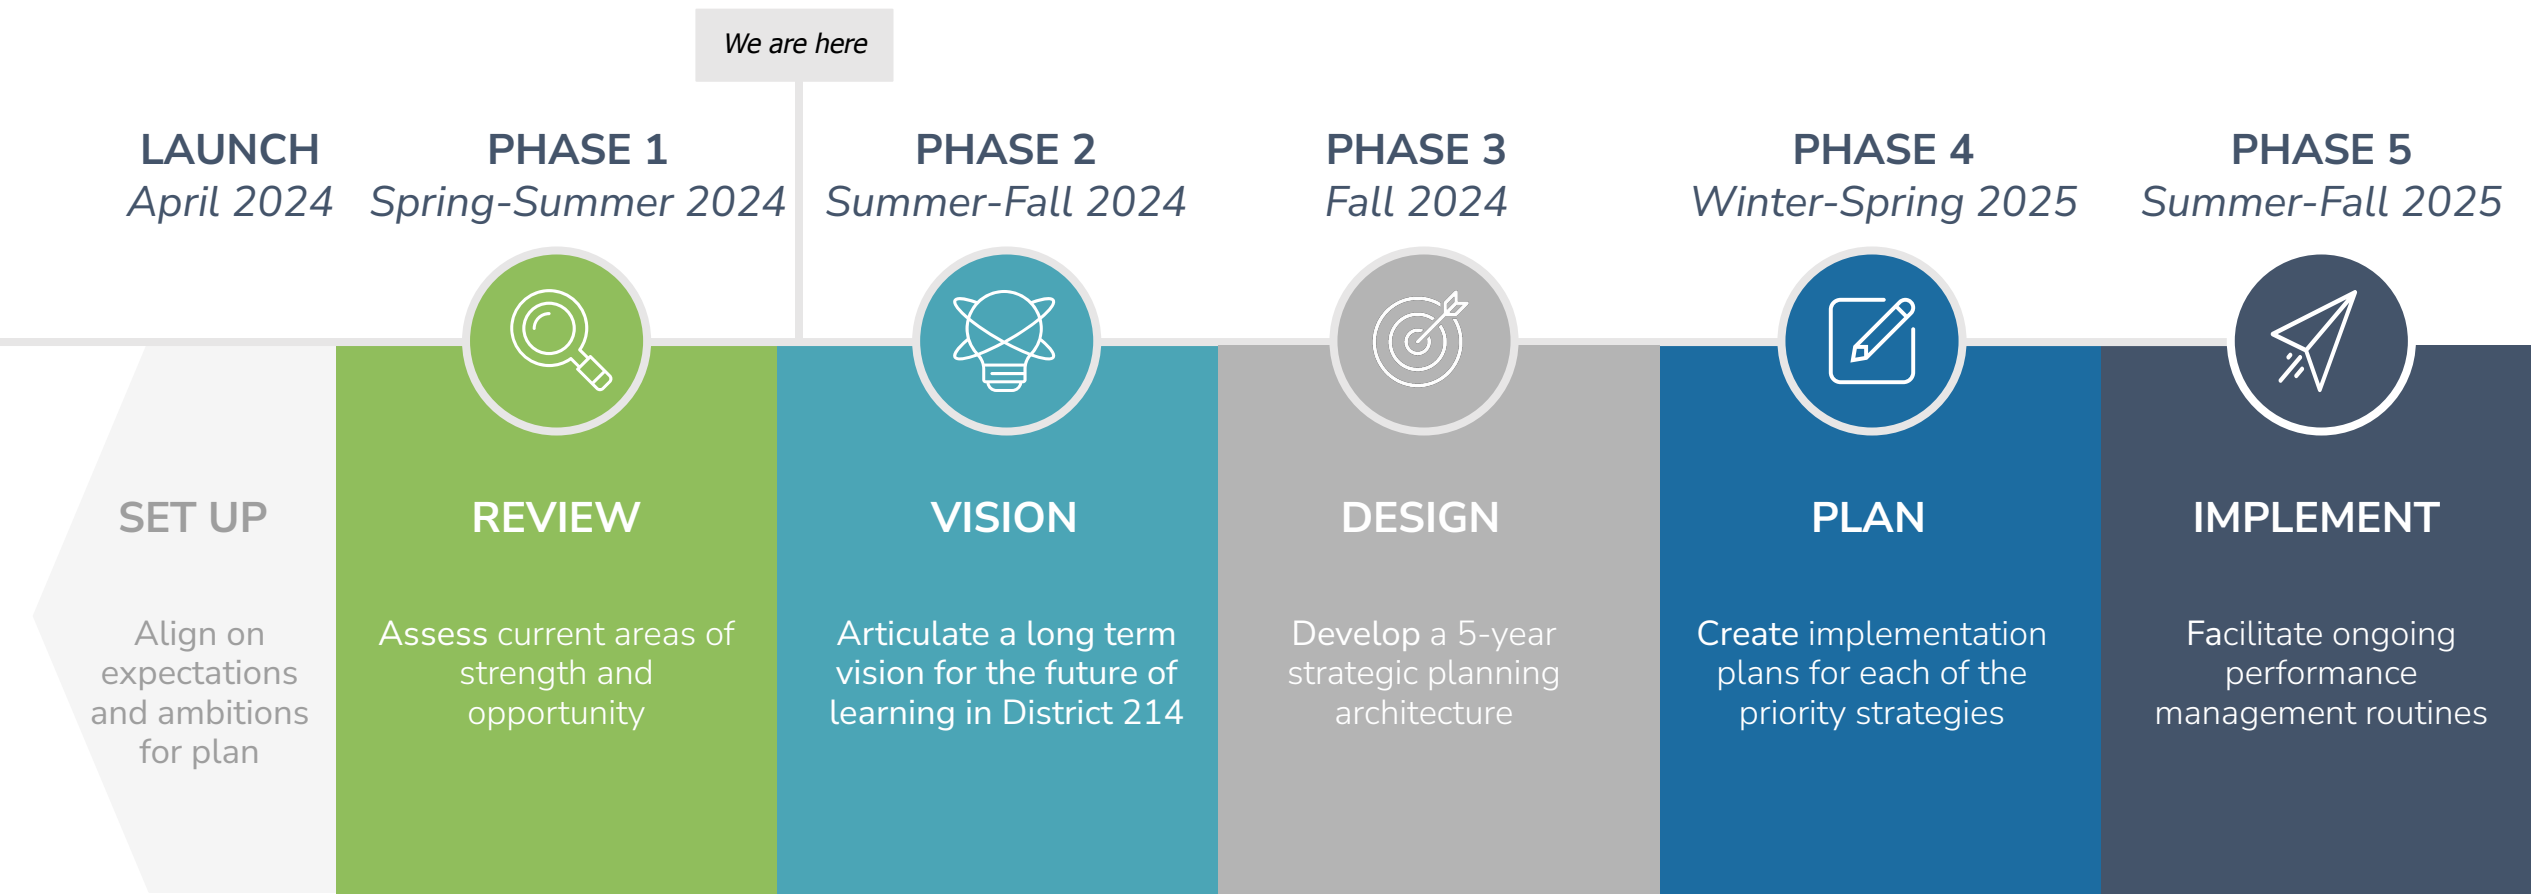 We are here
LAUNCH
April 2024
PHASE 1
Spring-Summer 2024
PHASE 2
Summer-Fall 2024
PHASE 3
Fall 2024
PHASE 4
Winter-Spring 2025
PHASE 5
Summer-Fall 2025
SET UP
Align on
expectations
and ambitions
for plan
REVIEW
Assess current areas of
strength and
opportunity
VISION
Articulate a long term
vision for the future of
learning in District 214
DESIGN
Develop a 5-year
strategic planning
architecture
PLAN
Create implementation
plans for each of the
priority strategies
IMPLEMENT
Facilitate ongoing
performance
management routines